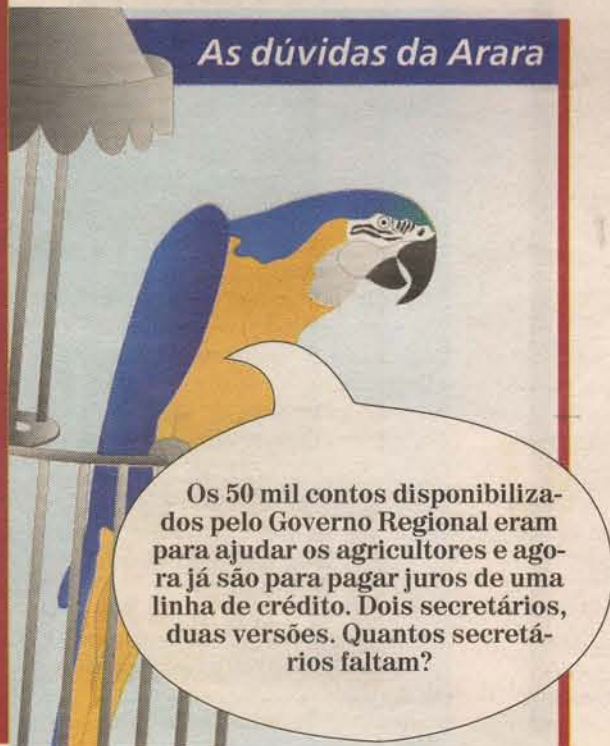 As dúvidas da Arara
Os 50 mil contos disponibiliza-
dos pelo Governo Regional eram
para ajudar os agricultores e ago-
ra já são para pagar juros de uma
linha de crédito. Dois secretários,
duas versões. Quantos secretá-
rios faltam?